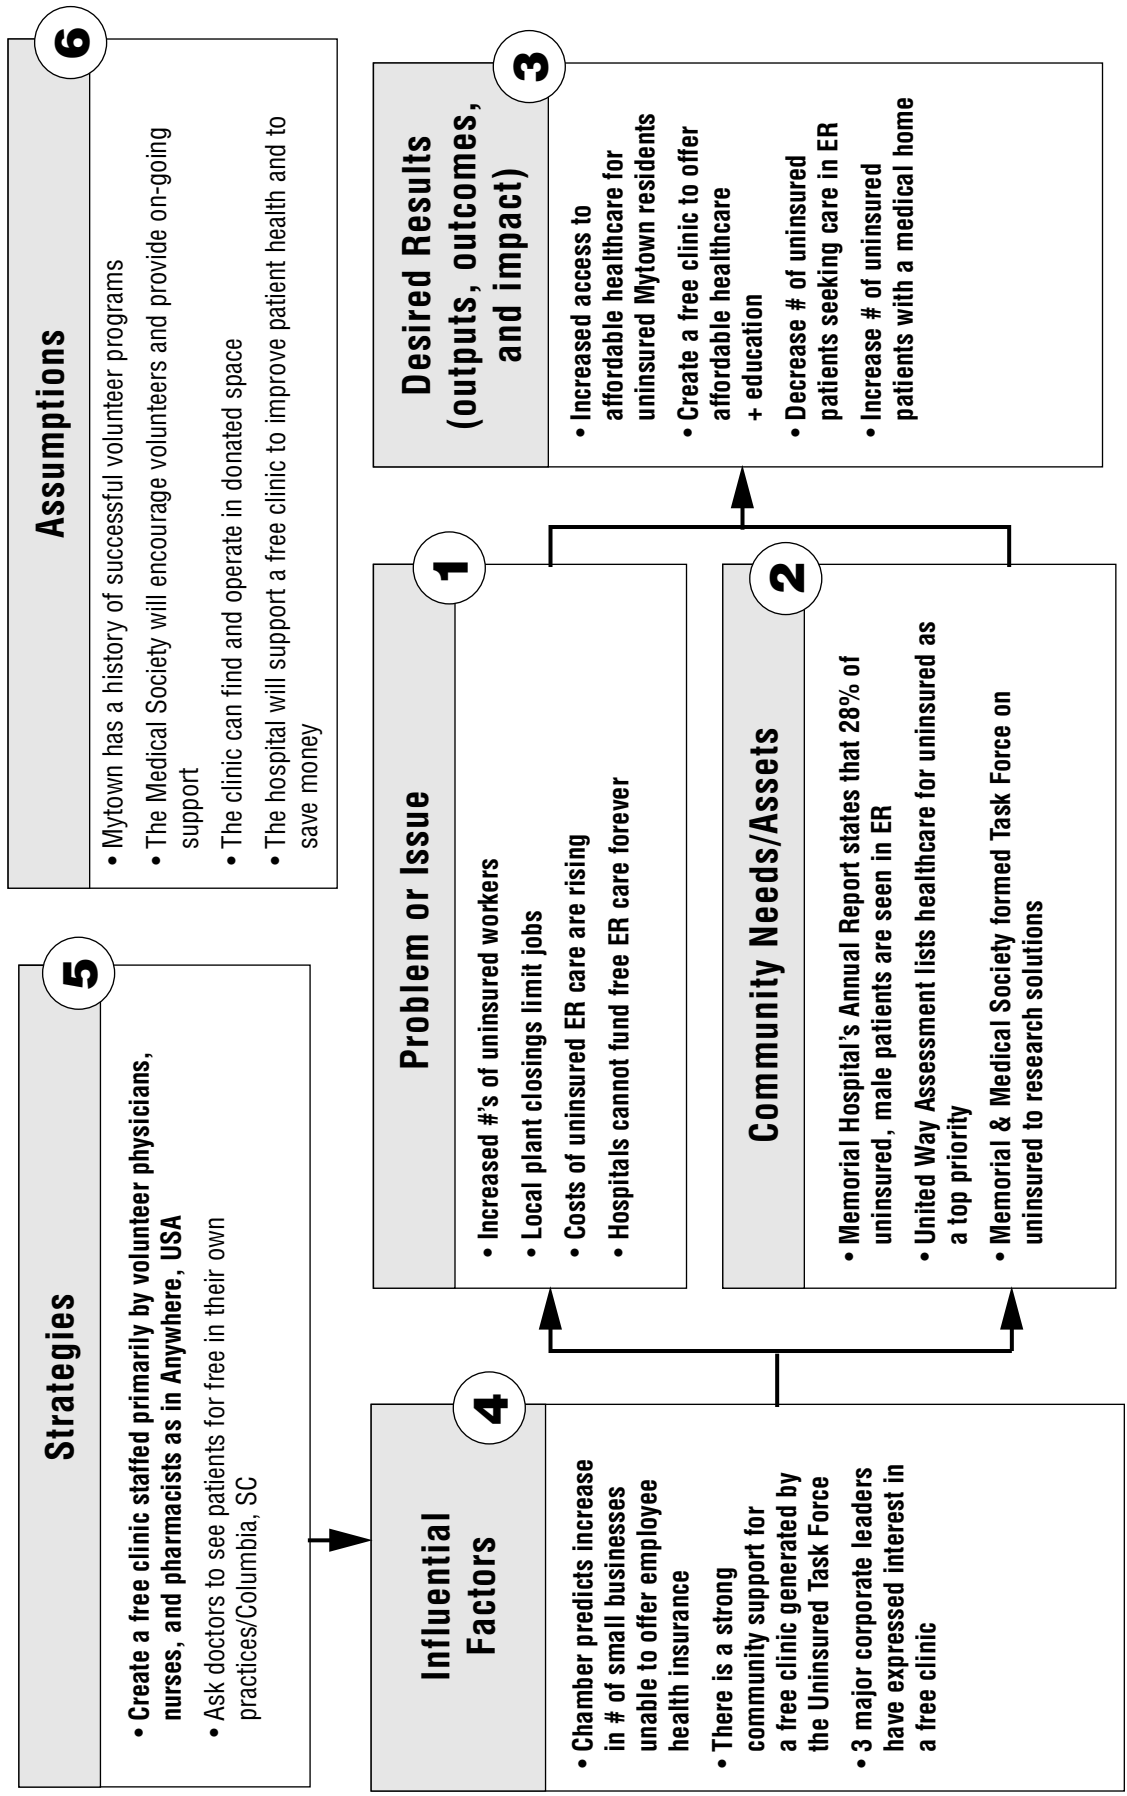 Strategies
5
• Create a free clinic staffed primarily by volunteer physicians,
nurses, and pharmacists as in Anywhere, USA
• Ask doctors to see patients for free in their own
practices/Columbia, SC
Assumptions
6
• Mytown has a history of successful volunteer programs
• The Medical Society will encourage volunteers and provide on-going
support
• The clinic can find and operate in donated space
• The hospital will support a free clinic to improve patient health and to
save money
Influential
Factors
4
• Chamber predicts increase
in # of small businesses
unable to offer employee
health insurance
• There is a strong
community support for
a free clinic generated by
the Uninsured Task Force
• 3 major corporate leaders
have expressed interest in
a free clinic
Problem or Issue
1
• Increased #'s of uninsured workers
• Local plant closings limit jobs
• Costs of uninsured ER care are rising
• Hospitals cannot fund free ER care forever
Community Needs/Assets
2
• Memorial Hospital's Annual Report states that 28% of
uninsured, male patients are seen in ER
• United Way Assessment lists healthcare for uninsured as
a top priority
• Memorial & Medical Society formed Task Force on
uninsured to research solutions
Desired Results
(outputs, outcomes,
and impact)
3
• Increased access to
affordable healthcare for
uninsured Mytown residents
• Create a free clinic to offer
affordable healthcare
+ education
• Decrease # of uninsured
patients seeking care in ER
• Increase # of uninsured
patients with a medical home